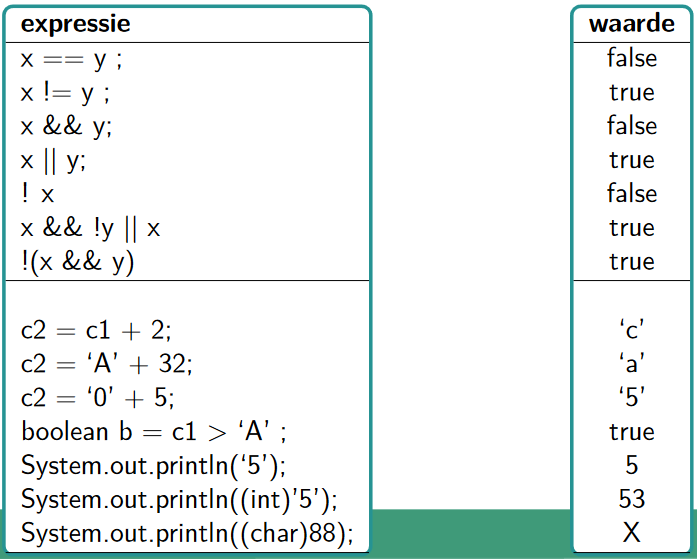 expressie waarde
x == y ; false
x != y ; true
x && y; false
x || y; true
! x false
x && !y || x true
!(x && y) true
c2 = c1 + 2; ‘c’
c2 = ‘A’ + 32; ‘a’
c2 = ‘0’ + 5; ‘5’
boolean b = c1 > ‘A’ ; true
System.out.println(‘5’); 5
System.out.println((int)’5’); 53
System.out.println((char)88); X